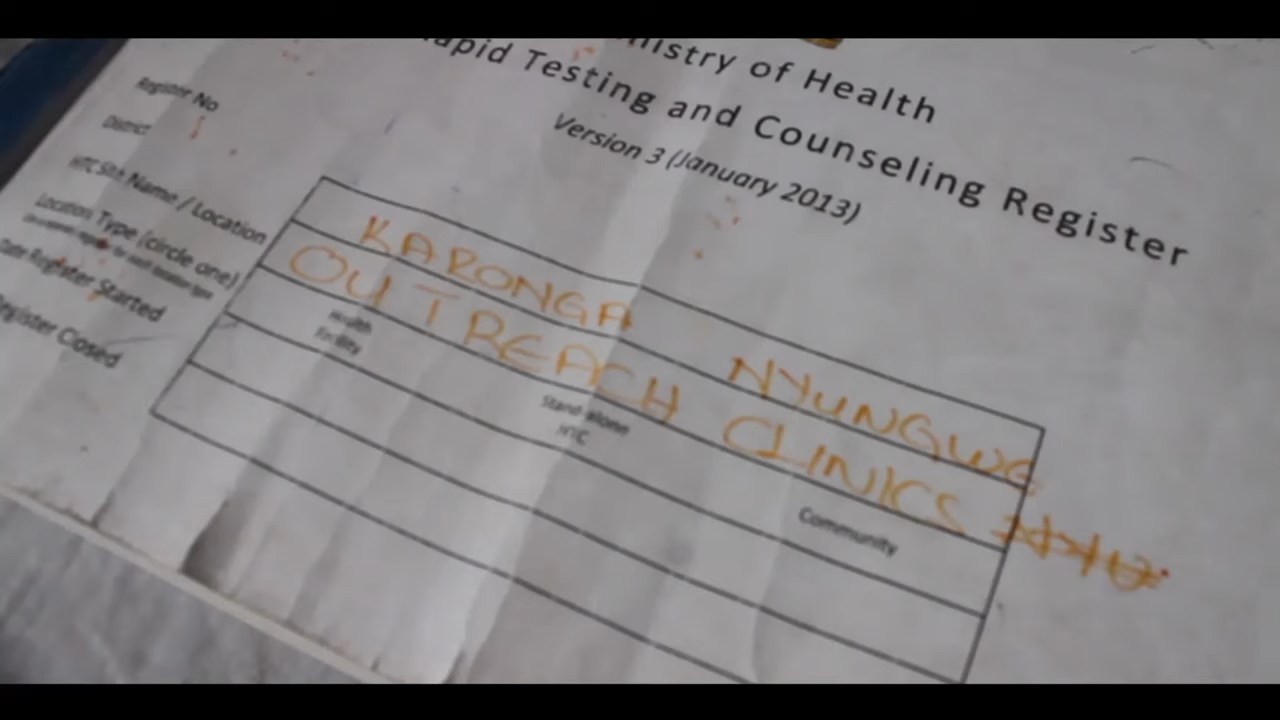 Ministry of Health
Rapid Testing and Counseling Register
Version 3 (January 2013)
Register No
District
KARONGA NYUNGWE
HTC Site Name / Location
OUTREACH CLINICS
Location Type (circle one)
Health Facility
Stand-alone HTC
Community
Date Register Started
Register Closed